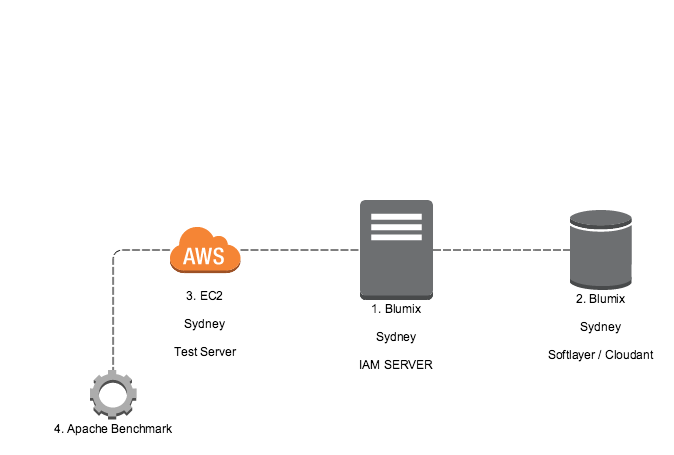 AWS
3. EC2
Sydney
Test Server
1. Blumix
Sydney
IAM SERVER
2. Blumix
Sydney
Softlayer / Cloudant
4. Apache Benchmark